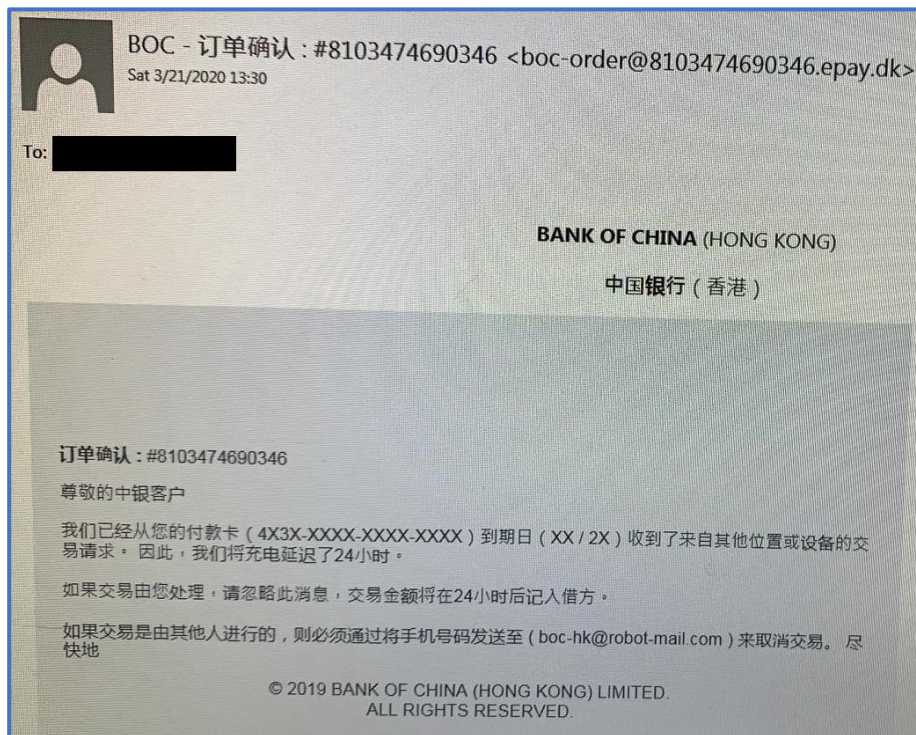 BOC - 订单确认 : #8103474690346 <boc-order@8103474690346.epay.dk>
Sat 3/21/2020 13:30
To:
BANK OF CHINA (HONG KONG)
中国银行 ( 香港 )
订单确认 : #8103474690346
尊敬的中银客户
我们已经从您的付款卡 ( 4X3X-XXXX-XXXX-XXXX ) 到期日 ( XX / 2X ) 收到了来自其他位置或设备的交
易请求。 因此，我们将充电延迟了24小时。
如果交易由您处理，请忽略此消息，交易金额将在24小时后记入借方。
如果交易是由其他人进行的 , 则必须通过将手机号码发送至 ( boc-hk@robot-mail.com ) 来取消交易。 尽
快地
© 2019 BANK OF CHINA (HONG KONG) LIMITED.
ALL RIGHTS RESERVED.